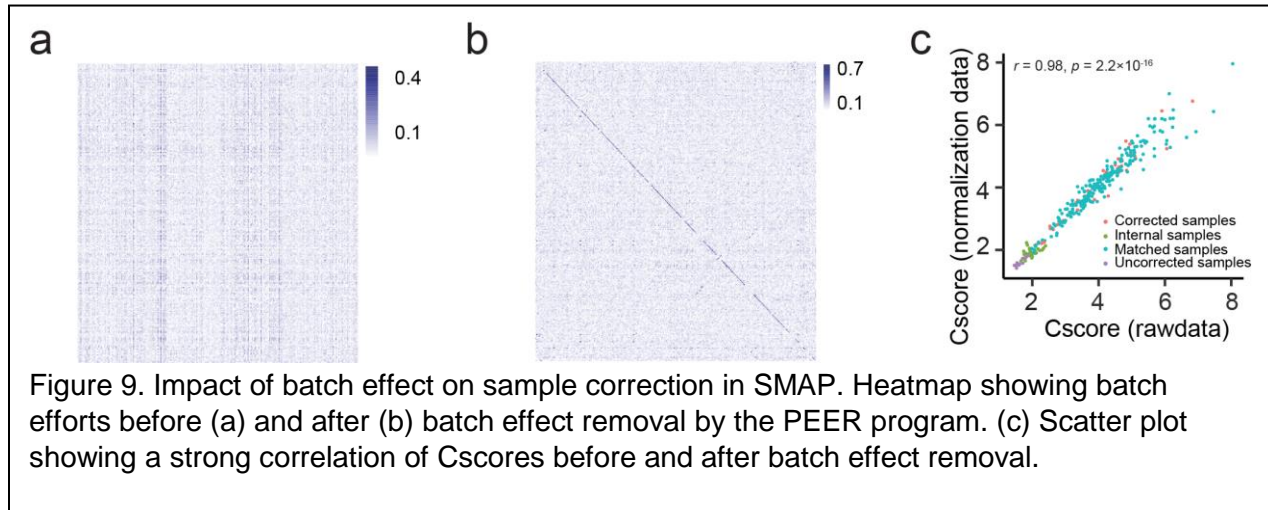 a
0.4
0.1
b
0.7
0.1
c
r = 0.98, p = 2.2×10-16
Cscore (normalization data)
8
6
4
2
Corrected samples
Internal samples
Matched samples
Uncorrected samples
2 4 6 8
Cscore (rawdata)
Figure 9. Impact of batch effect on sample correction in SMAP. Heatmap showing batch
efforts before (a) and after (b) batch effect removal by the PEER program. (c) Scatter plot
showing a strong correlation of Cscores before and after batch effect removal.